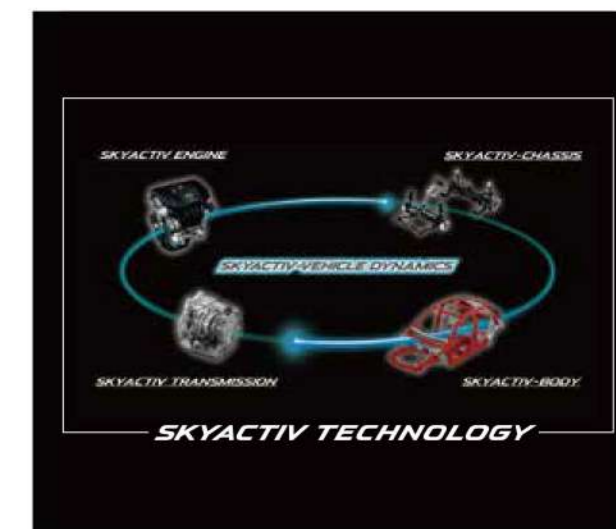 SKYACTIV ENGINE
SKYACTIV-CHASSIS
SKYACTIV-VEHICLE DYNAMICS
SKYACTIV TRANSMISSION
SKYACTIV-BODY
SKYACTIV TECHNOLOGY